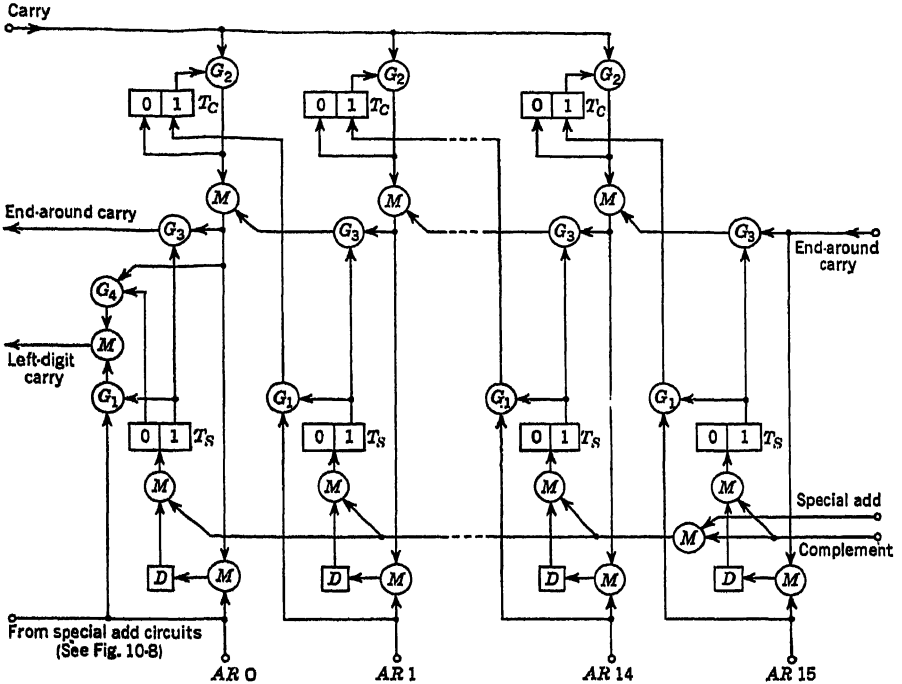 Carry
G2 G2 G2
0 1 TC 0 1 TC 0 1 TC
M M M
End-around carry
G3 G3 G3 G3
End-around
carry
G4
M
Left-digit
carry
G1 G1 G1 G1
0 1 TS 0 1 TS 0 1 TS 0 1 TS
M M M M
Special add
M
Complement
D M D M D M D M
From special add circuits
(See Fig. 10-8)
AR 0 AR 1 AR 14 AR 15